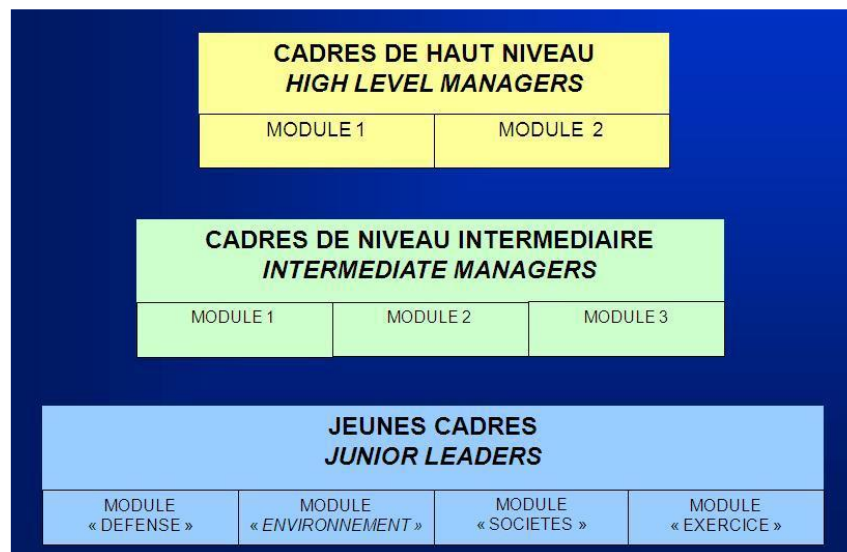 CADRES DE HAUT NIVEAU
HIGH LEVEL MANAGERS
MODULE 1
MODULE 2
CADRES DE NIVEAU INTERMEDIAIRE
INTERMEDIATE MANAGERS
MODULE 1
MODULE 2
MODULE 3
JEUNES CADRES
JUNIOR LEADERS
MODULE
« DEFENSE »
MODULE
« ENVIRONNEMENT »
MODULE
« SOCIETES »
MODULE
« EXERCICE »